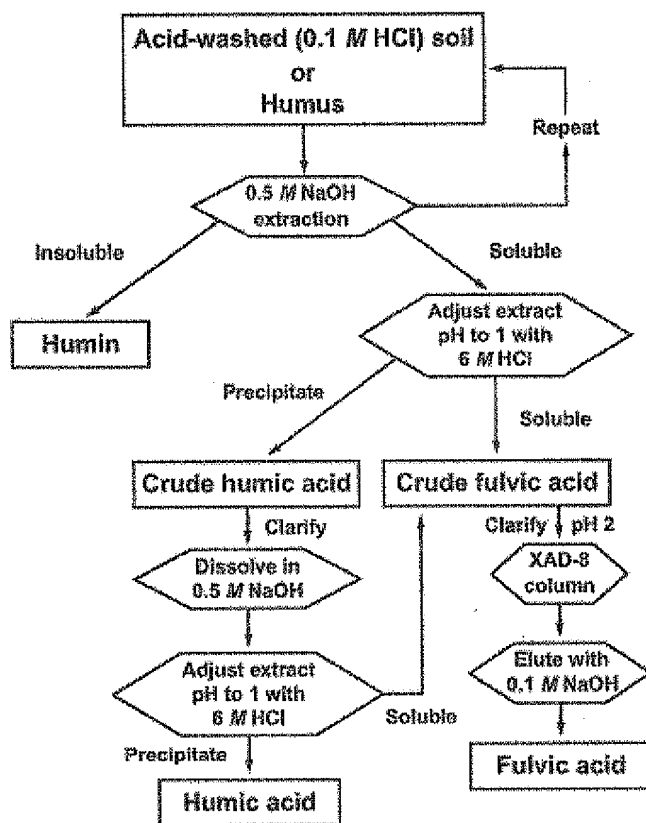 Acid-washed (0.1 M HCl) soil
or
Humus
Repeat
0.5 M NaOH
extraction
Insoluble
Soluble
Humin
Adjust extract
pH to 1 with
6 M HCl
Precipitate
Soluble
Crude humic acid
Crude fulvic acid
Clarify
Clarify pH 2
Dissolve in
0.5 M NaOH
XAD-8
column
Adjust extract
pH to 1 with
6 M HCl
Soluble
Elute with
0.1 M NaOH
Precipitate
Humic acid
Fulvic acid